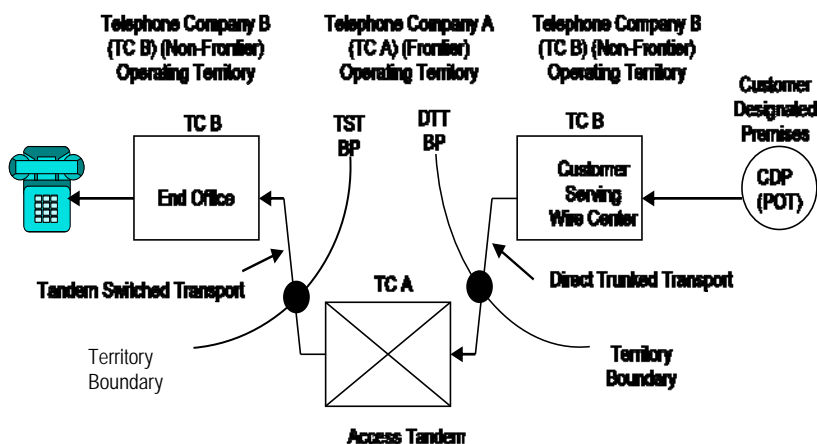 Telephone Company B
(TC B) (Non-Frontier)
Operating Territory
Telephone Company A
(TC A) (Frontier)
Operating Territory
Telephone Company B
(TC B) (Non-Frontier)
Operating Territory
Customer
Designated
Premises
TC B
TST
BP
DTT
BP
TC B
End Office
Customer
Serving
Wire Center
CDP
(POT)
Tandem Switched Transport
TC A
Direct Trunked Transport
Territory
Boundary
Territory
Boundary
Access Tandem